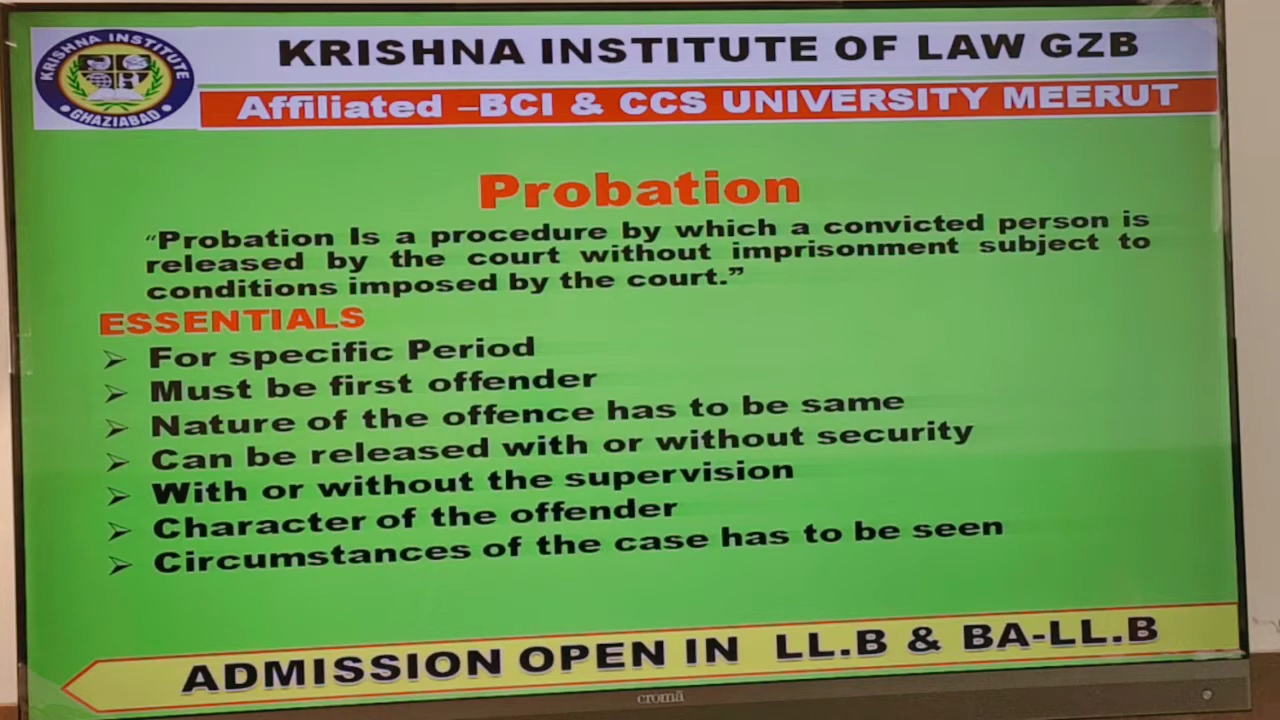 KRISHNA INSTITUTE
GHAZIABAD
KRISHNA INSTITUTE OF LAW GZB
Affiliated –BCI & CCS UNIVERSITY MEERUT
Probation
“Probation Is a procedure by which a convicted person is
released by the court without imprisonment subject to
conditions imposed by the court.”
ESSENTIALS
➢ For specific Period
➢ Must be first offender
➢ Nature of the offence has to be same
➢ Can be released with or without security
➢ With or without the supervision
➢ Character of the offender
➢ Circumstances of the case has to be seen
ADMISSION OPEN IN LL.B & BA-LL.B
cromā